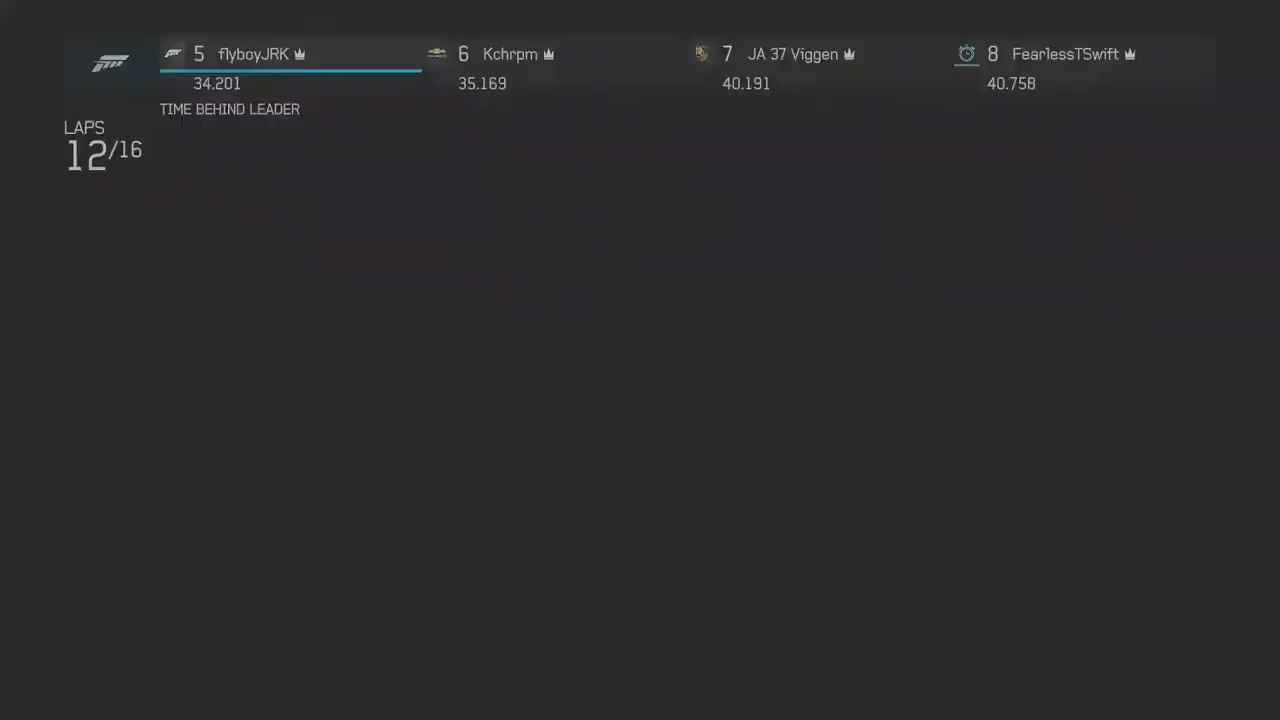 5 flyboyJRK 6 Kchrpm 7 JA 37 Viggen 8 FearlessTSwift
34.201 35.169 40.191 40.758
TIME BEHIND LEADER
LAPS
12/16